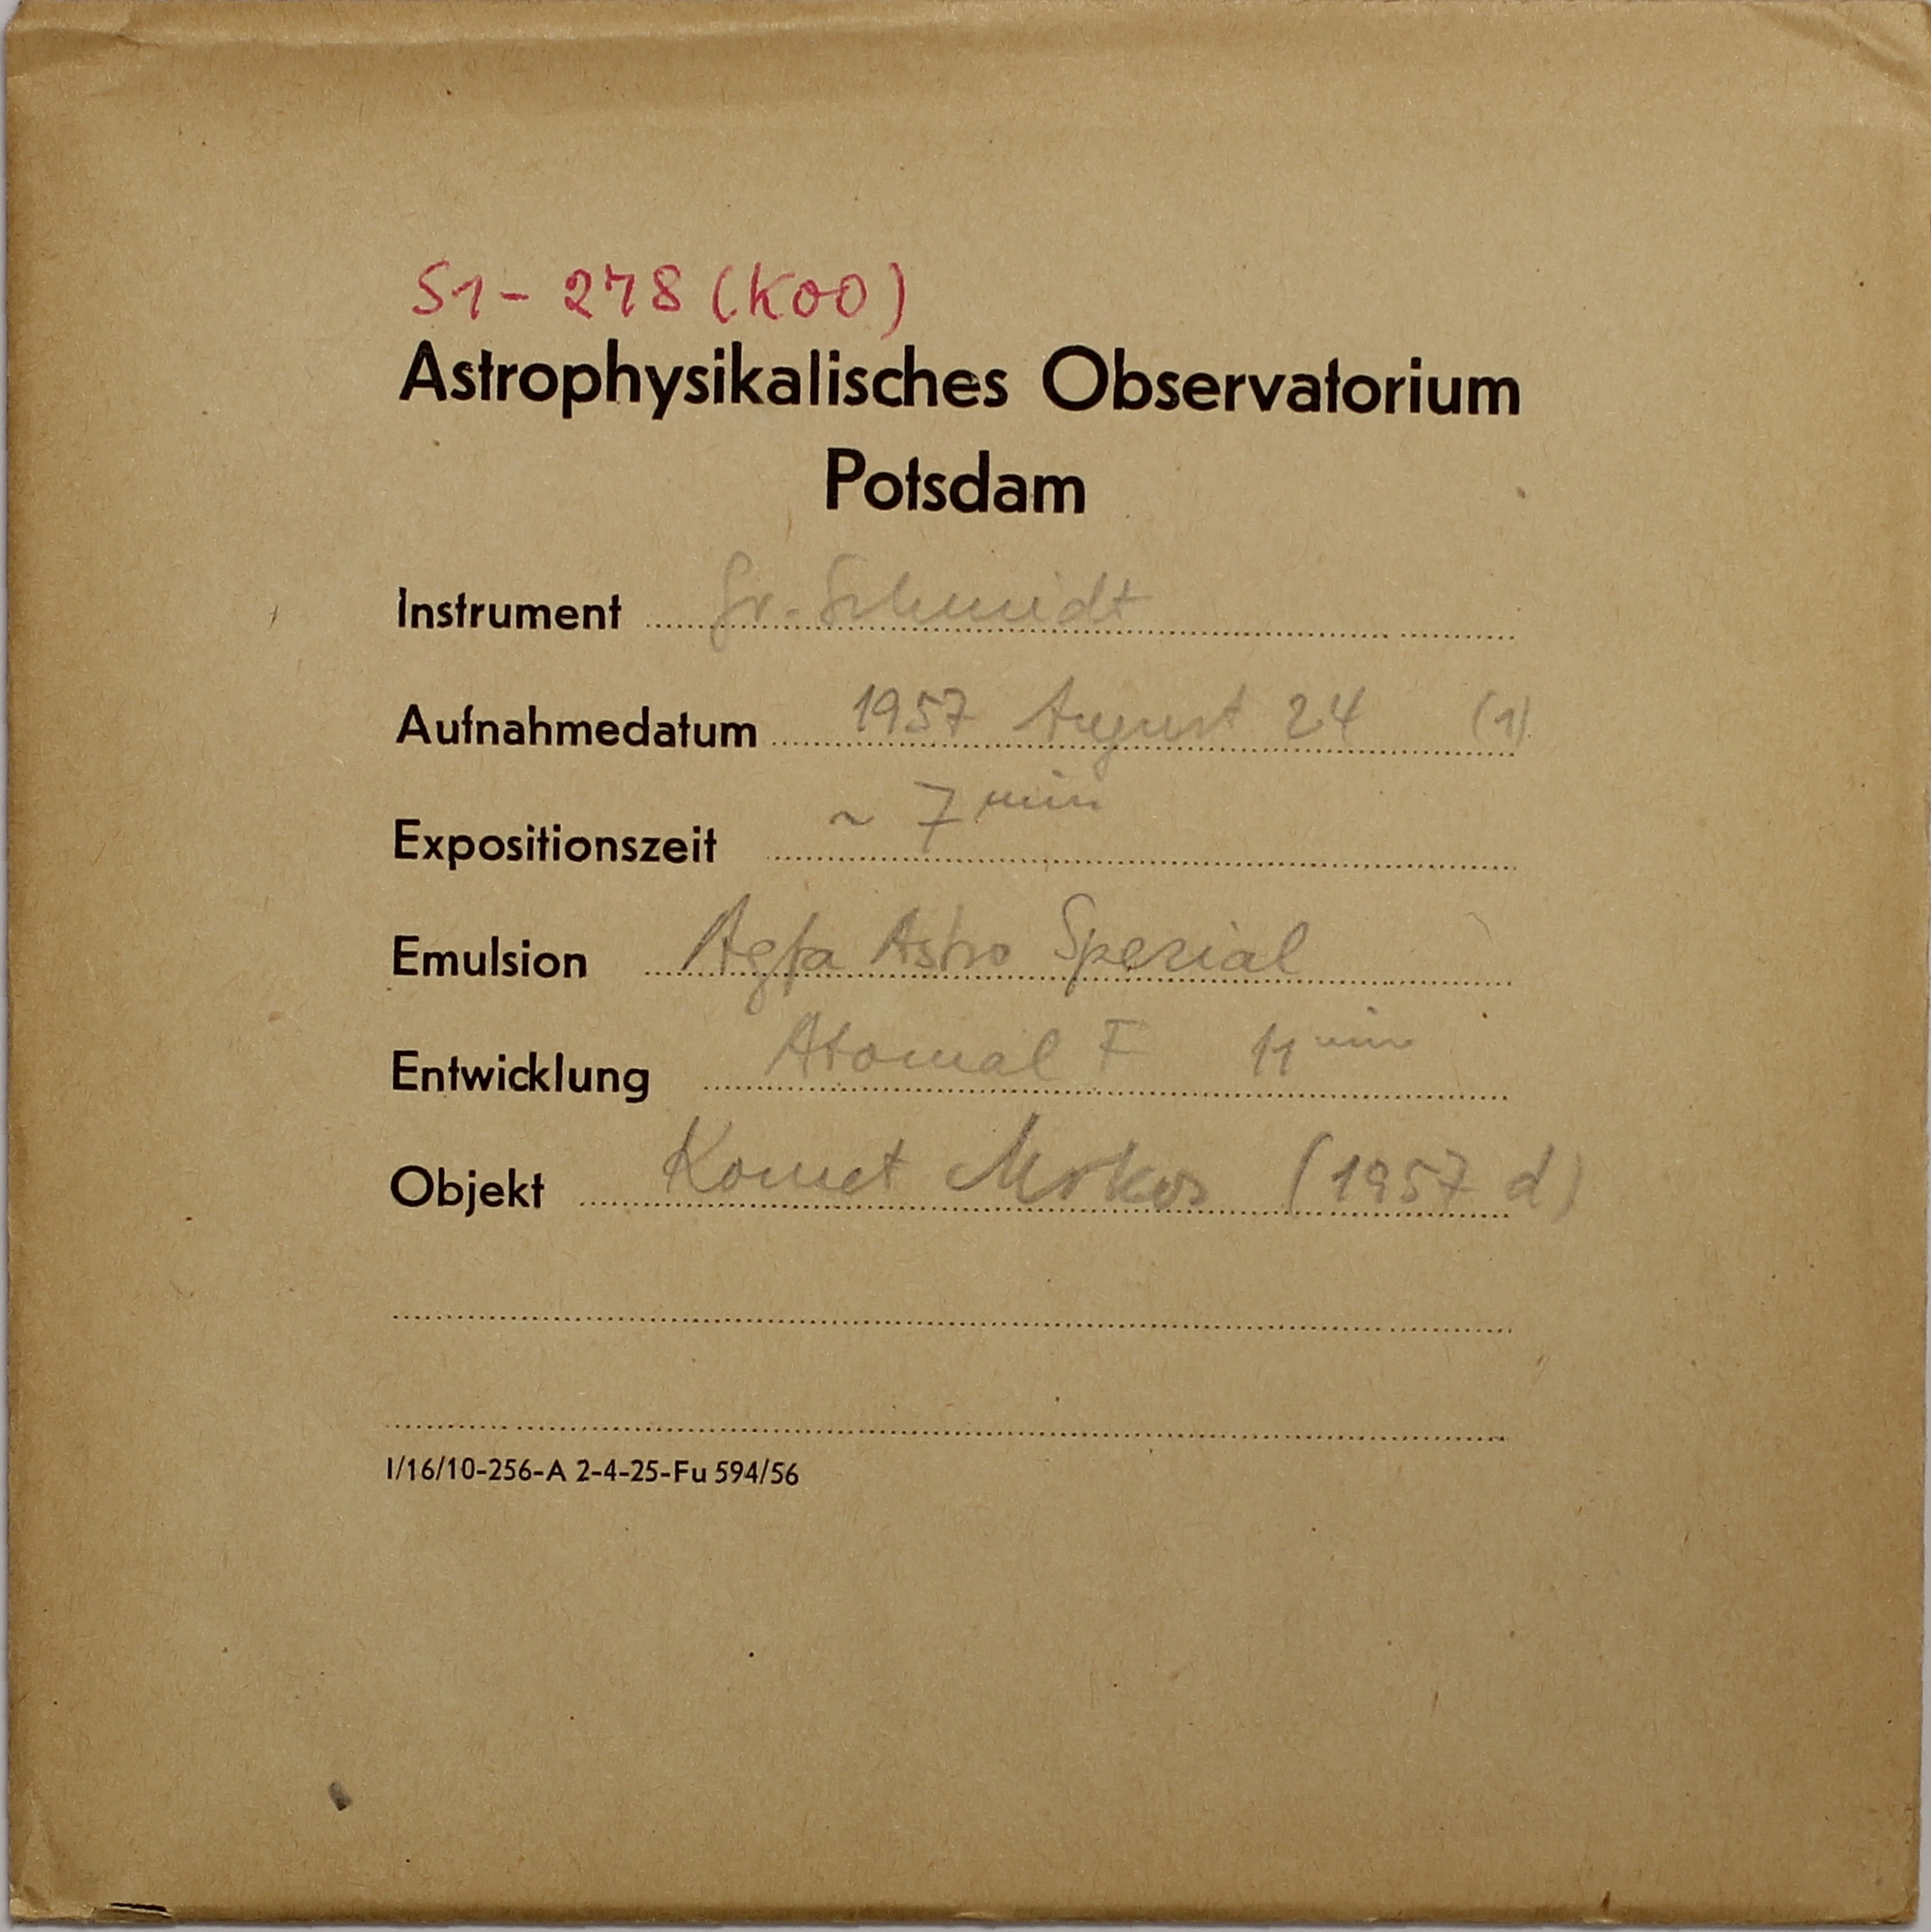 S1 - 278 (K00)
Astrophysikalisches Observatorium
Potsdam
Instrument Gr. Schmidt
Aufnahmedatum 1957 August 24 (1)
Expositionszeit ~ 7 min
Emulsion Agfa Astro Spezial
Entwicklung Atomal F 11 min
Objekt Komet Mrkos (1957 d)
I/16/10-256-A 2-4-25-Fu 594/56